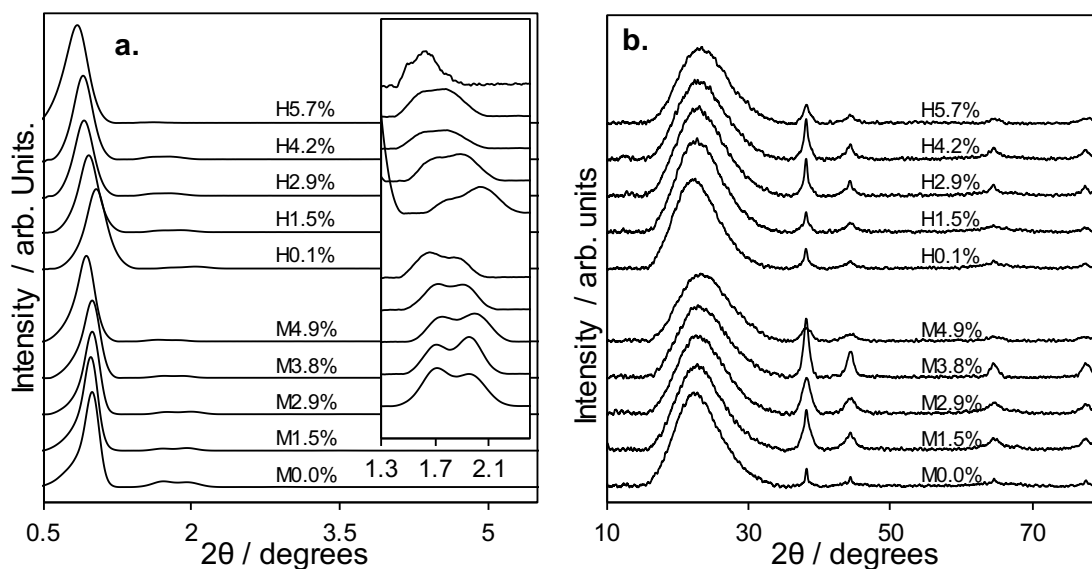 a.
Intensity / arb. Units.
H5.7%
H4.2%
H2.9%
H1.5%
H0.1%
M4.9%
M3.8%
M2.9%
M1.5%
M0.0%
1.3 1.7 2.1
0.5 2 3.5 5
2θ / degrees
b.
Intensity / arb. units
H5.7%
H4.2%
H2.9%
H1.5%
H0.1%
M4.9%
M3.8%
M2.9%
M1.5%
M0.0%
10 30 50 70
2θ / degrees